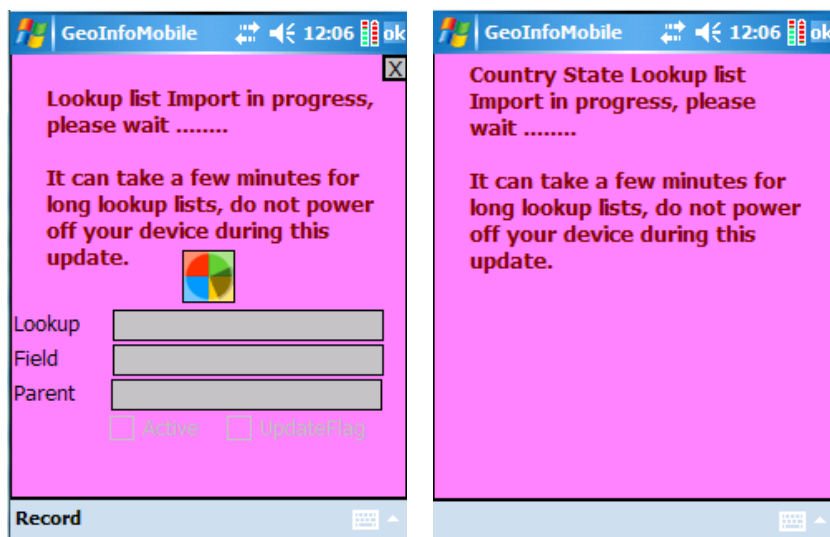 GeoInfoMobile 12:06 ok
X
Lookup list Import in progress,
please wait ........
It can take a few minutes for
long lookup lists, do not power
off your device during this
update.
Lookup
Field
Parent
Active UpdateFlag
Record
GeoInfoMobile 12:06 ok
Country State Lookup list
Import in progress, please
wait ........
It can take a few minutes for
long lookup lists, do not power
off your device during this
update.